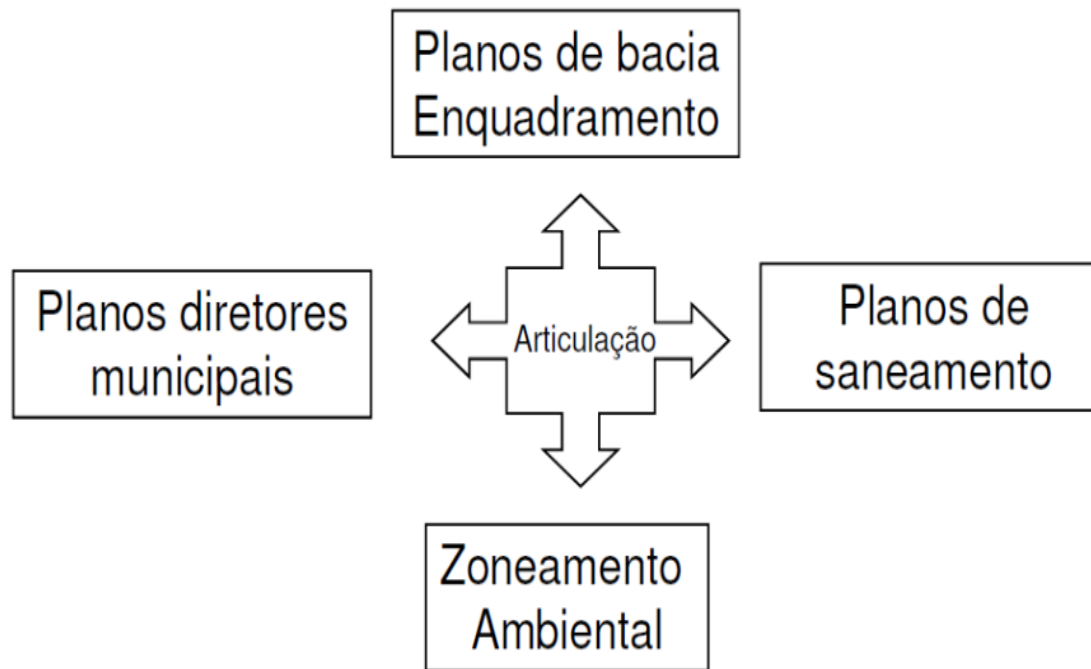 Planos de bacia
Enquadramento
Planos diretores
municipais
Articulação
Planos de
saneamento
Zoneamento
Ambiental